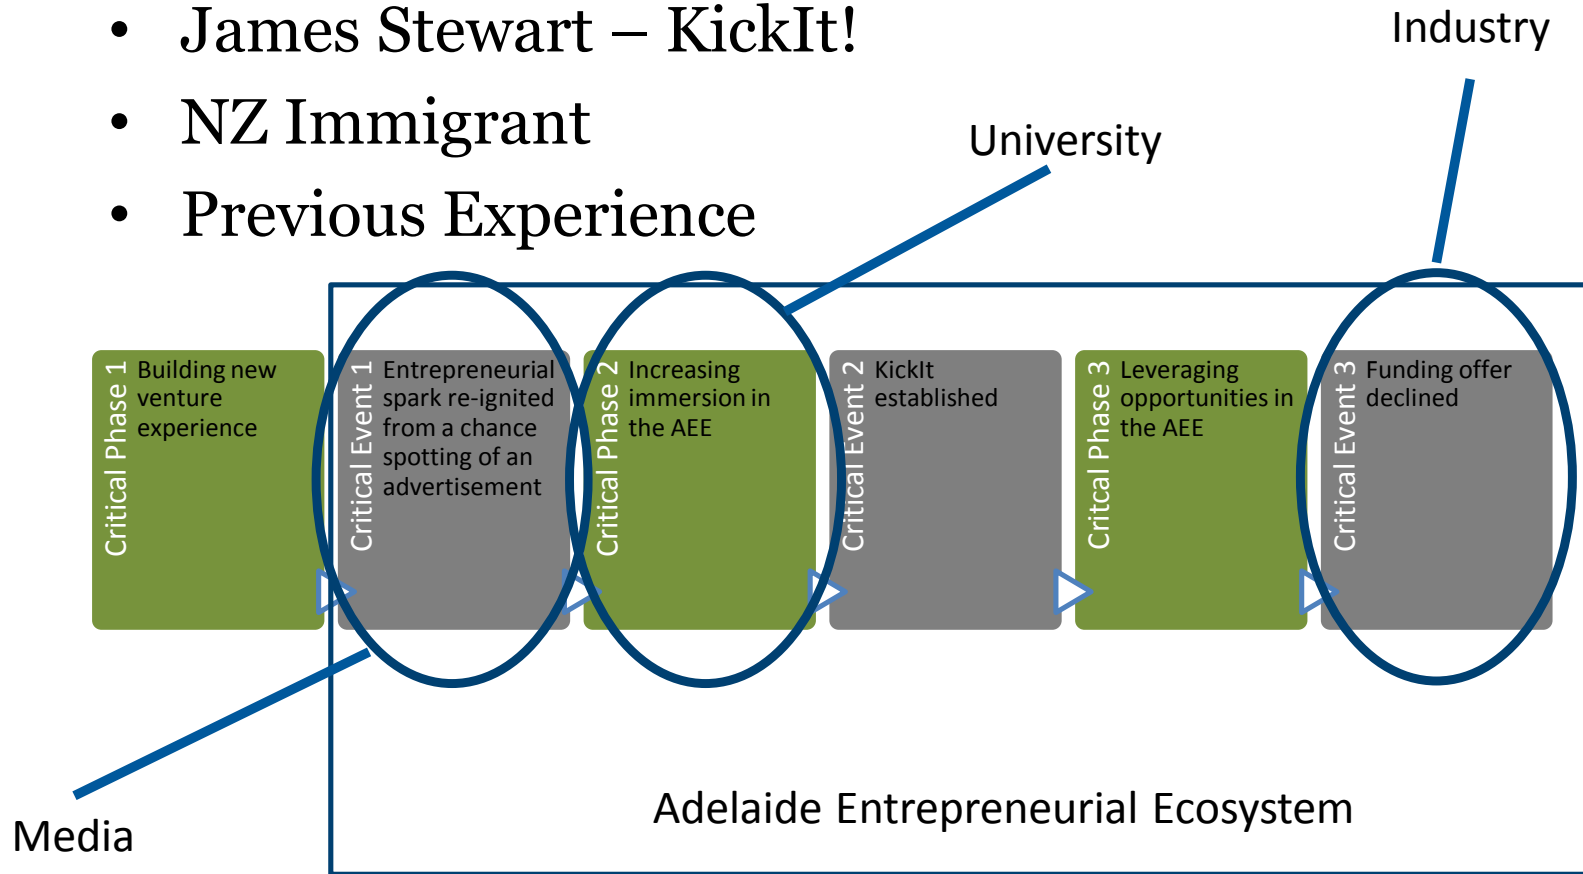 • James Stewart – KickIt!
• NZ Immigrant
• Previous Experience
Industry
University
Critical Phase 1
Building new
venture
experience
Critical Event 1
Entrepreneurial
spark re-ignited
from a chance
spotting of an
advertisement
Critical Phase 2
Increasing
immersion in
the AEE
Critical Event 2
KickIt
established
Critcal Phase 3
Leveraging
opportunities in
the AEE
Critical Event 3
Funding offer
declined
Adelaide Entrepreneurial Ecosystem
Media